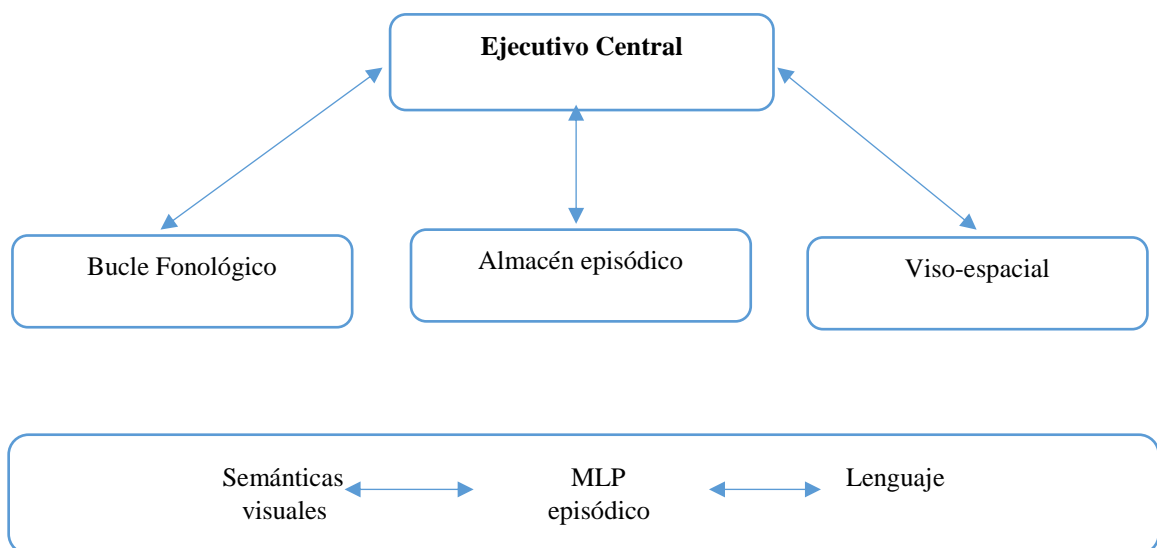 Ejecutivo Central
Bucle Fonológico
Almacén episódico
Viso-espacial
Semánticas
visuales
MLP
episódico
Lenguaje